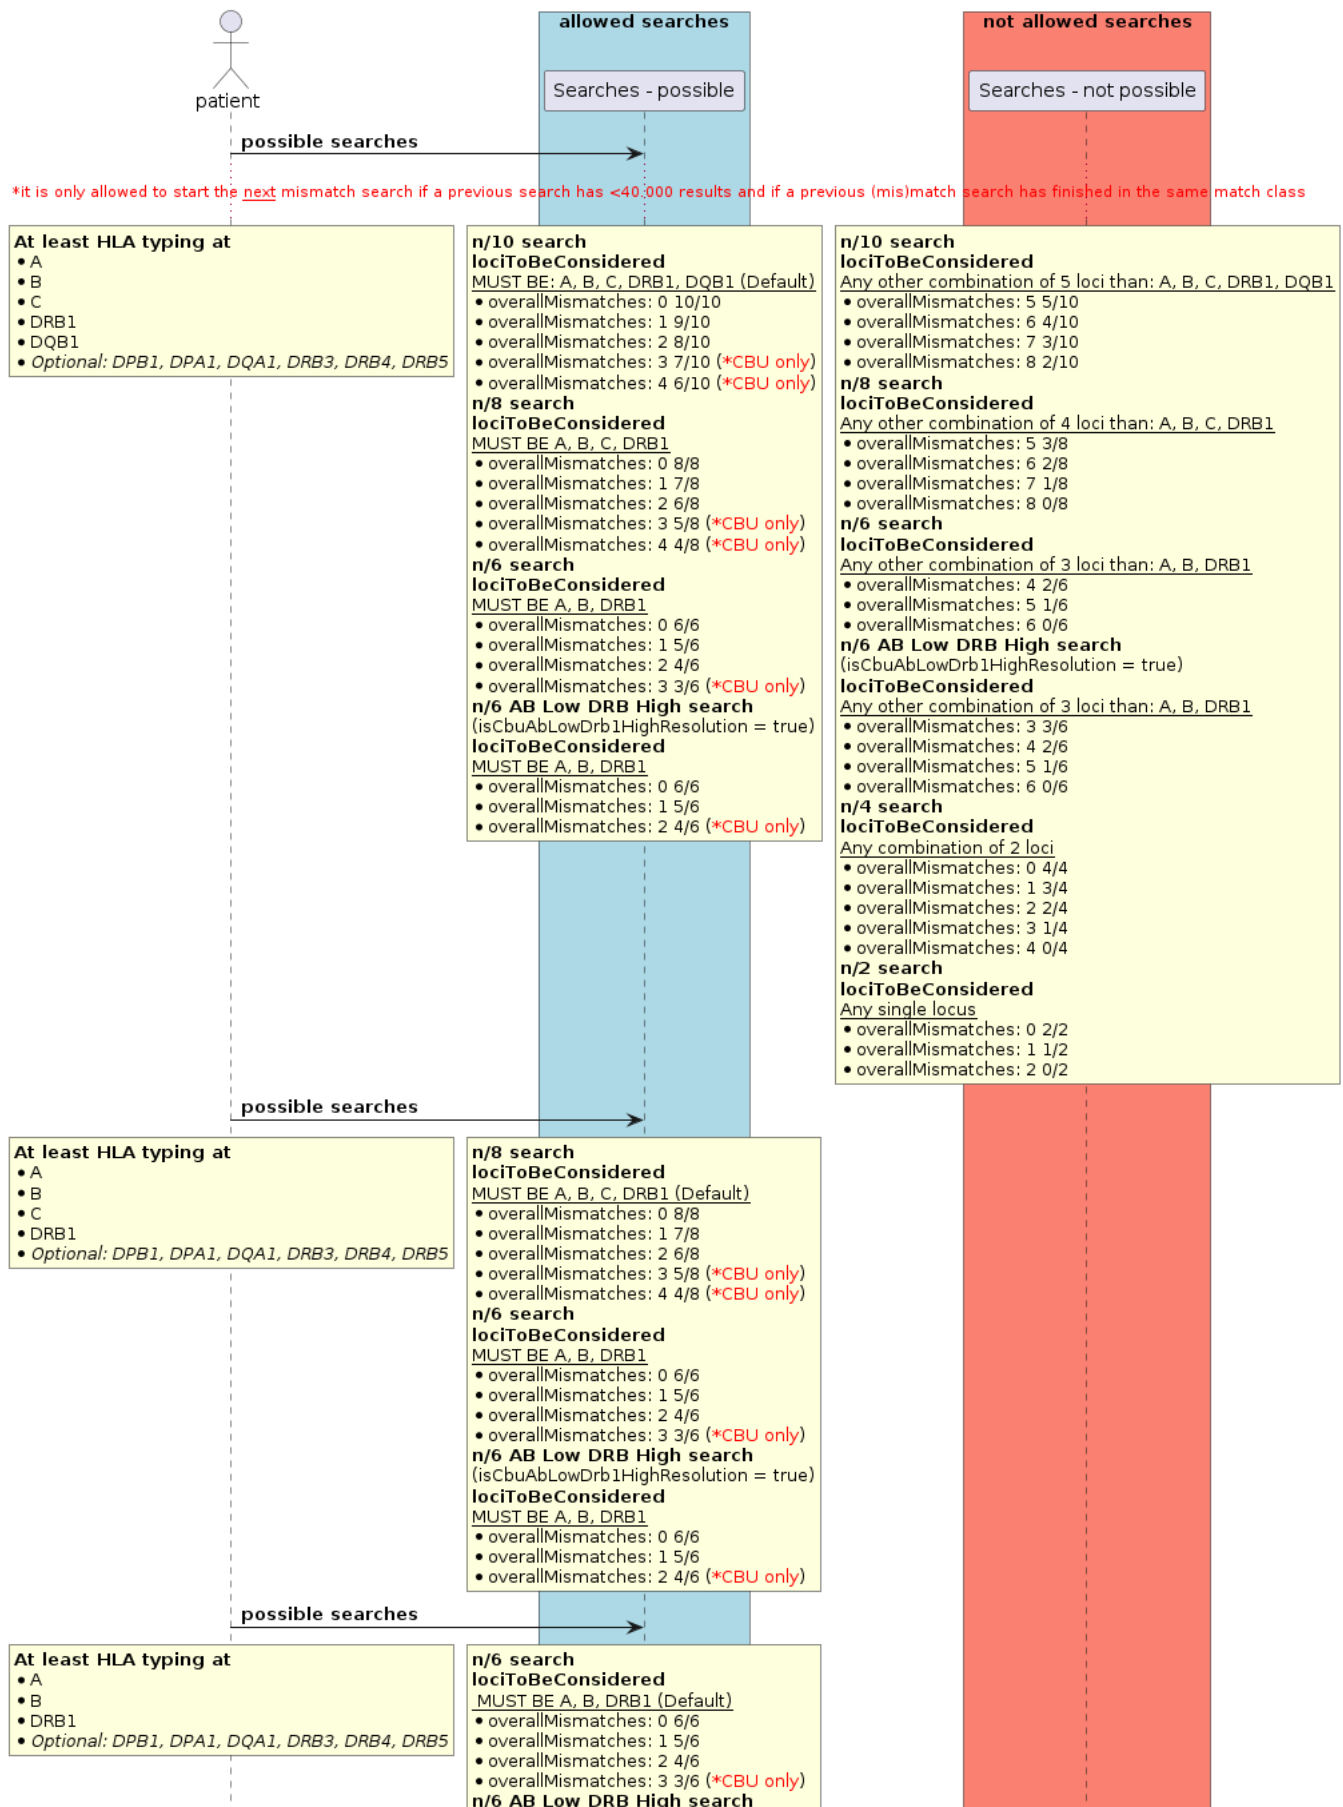 allowed searches
not allowed searches
patient
Searches - possible
Searches - not possible
possible searches
*it is only allowed to start the next mismatch search if a previous search has <40.000 results and if a previous (mis)match search has finished in the same match class
At least HLA typing at
• A
• B
• C
• DRB1
• DQB1
• Optional: DPB1, DPA1, DQA1, DRB3, DRB4, DRB5
n/10 search
lociToBeConsidered
MUST BE: A, B, C, DRB1, DQB1 (Default)
• overallMismatches: 0 10/10
• overallMismatches: 1 9/10
• overallMismatches: 2 8/10
• overallMismatches: 3 7/10 (*CBU only)
• overallMismatches: 4 6/10 (*CBU only)
n/8 search
lociToBeConsidered
MUST BE A, B, C, DRB1
• overallMismatches: 0 8/8
• overallMismatches: 1 7/8
• overallMismatches: 2 6/8
• overallMismatches: 3 5/8 (*CBU only)
• overallMismatches: 4 4/8 (*CBU only)
n/6 search
lociToBeConsidered
MUST BE A, B, DRB1
• overallMismatches: 0 6/6
• overallMismatches: 1 5/6
• overallMismatches: 2 4/6
• overallMismatches: 3 3/6 (*CBU only)
n/6 AB Low DRB High search
(isCbuAbLowDrb1HighResolution = true)
lociToBeConsidered
MUST BE A, B, DRB1
• overallMismatches: 0 6/6
• overallMismatches: 1 5/6
• overallMismatches: 2 4/6 (*CBU only)
n/10 search
lociToBeConsidered
Any other combination of 5 loci than: A, B, C, DRB1, DQB1
• overallMismatches: 5 5/10
• overallMismatches: 6 4/10
• overallMismatches: 7 3/10
• overallMismatches: 8 2/10
n/8 search
lociToBeConsidered
Any other combination of 4 loci than: A, B, C, DRB1
• overallMismatches: 5 3/8
• overallMismatches: 6 2/8
• overallMismatches: 7 1/8
• overallMismatches: 8 0/8
n/6 search
lociToBeConsidered
Any other combination of 3 loci than: A, B, DRB1
• overallMismatches: 4 2/6
• overallMismatches: 5 1/6
• overallMismatches: 6 0/6
n/6 AB Low DRB High search
(isCbuAbLowDrb1HighResolution = true)
lociToBeConsidered
Any other combination of 3 loci than: A, B, DRB1
• overallMismatches: 3 3/6
• overallMismatches: 4 2/6
• overallMismatches: 5 1/6
• overallMismatches: 6 0/6
n/4 search
lociToBeConsidered
Any combination of 2 loci
• overallMismatches: 0 4/4
• overallMismatches: 1 3/4
• overallMismatches: 2 2/4
• overallMismatches: 3 1/4
• overallMismatches: 4 0/4
n/2 search
lociToBeConsidered
Any single locus
• overallMismatches: 0 2/2
• overallMismatches: 1 1/2
• overallMismatches: 2 0/2
possible searches
At least HLA typing at
• A
• B
• C
• DRB1
• Optional: DPB1, DPA1, DQA1, DRB3, DRB4, DRB5
n/8 search
lociToBeConsidered
MUST BE A, B, C, DRB1 (Default)
• overallMismatches: 0 8/8
• overallMismatches: 1 7/8
• overallMismatches: 2 6/8
• overallMismatches: 3 5/8 (*CBU only)
• overallMismatches: 4 4/8 (*CBU only)
n/6 search
lociToBeConsidered
MUST BE A, B, DRB1
• overallMismatches: 0 6/6
• overallMismatches: 1 5/6
• overallMismatches: 2 4/6
• overallMismatches: 3 3/6 (*CBU only)
n/6 AB Low DRB High search
(isCbuAbLowDrb1HighResolution = true)
lociToBeConsidered
MUST BE A, B, DRB1
• overallMismatches: 0 6/6
• overallMismatches: 1 5/6
• overallMismatches: 2 4/6 (*CBU only)
possible searches
At least HLA typing at
• A
• B
• DRB1
• Optional: DPB1, DPA1, DQA1, DRB3, DRB4, DRB5
n/6 search
lociToBeConsidered
MUST BE A, B, DRB1 (Default)
• overallMismatches: 0 6/6
• overallMismatches: 1 5/6
• overallMismatches: 2 4/6
• overallMismatches: 3 3/6 (*CBU only)
n/6 AB Low DRB High search